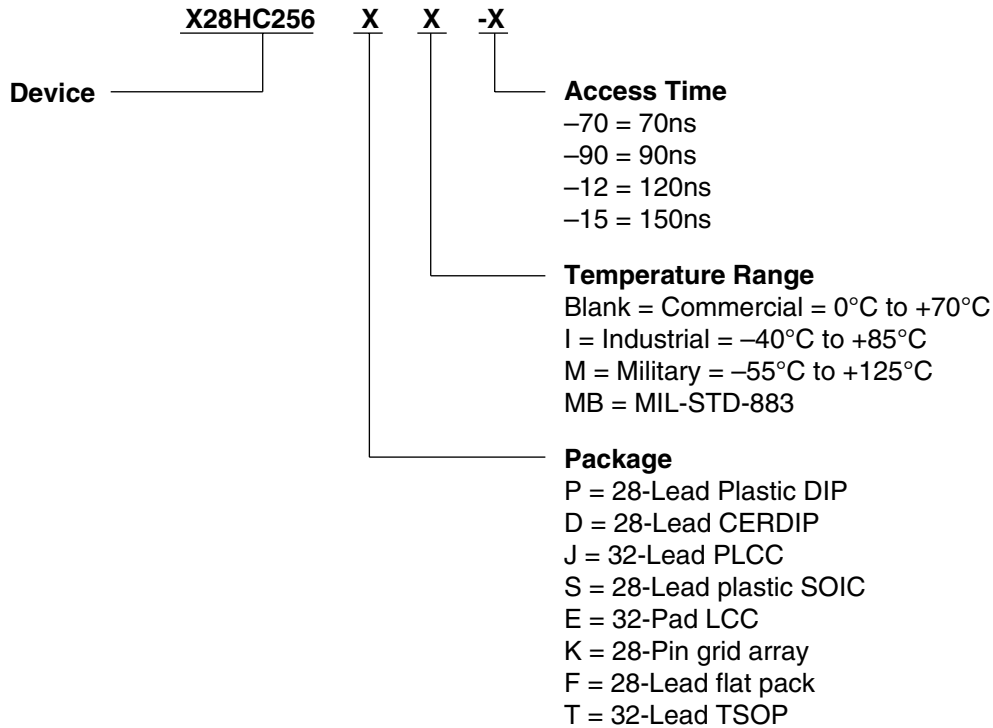 X28HC256 X X -X
Device
Access Time
–70 = 70ns
–90 = 90ns
–12 = 120ns
–15 = 150ns
Temperature Range
Blank = Commercial = 0°C to +70°C
I = Industrial = –40°C to +85°C
M = Military = –55°C to +125°C
MB = MIL-STD-883
Package
P = 28-Lead Plastic DIP
D = 28-Lead CERDIP
J = 32-Lead PLCC
S = 28-Lead plastic SOIC
E = 32-Pad LCC
K = 28-Pin grid array
F = 28-Lead flat pack
T = 32-Lead TSOP